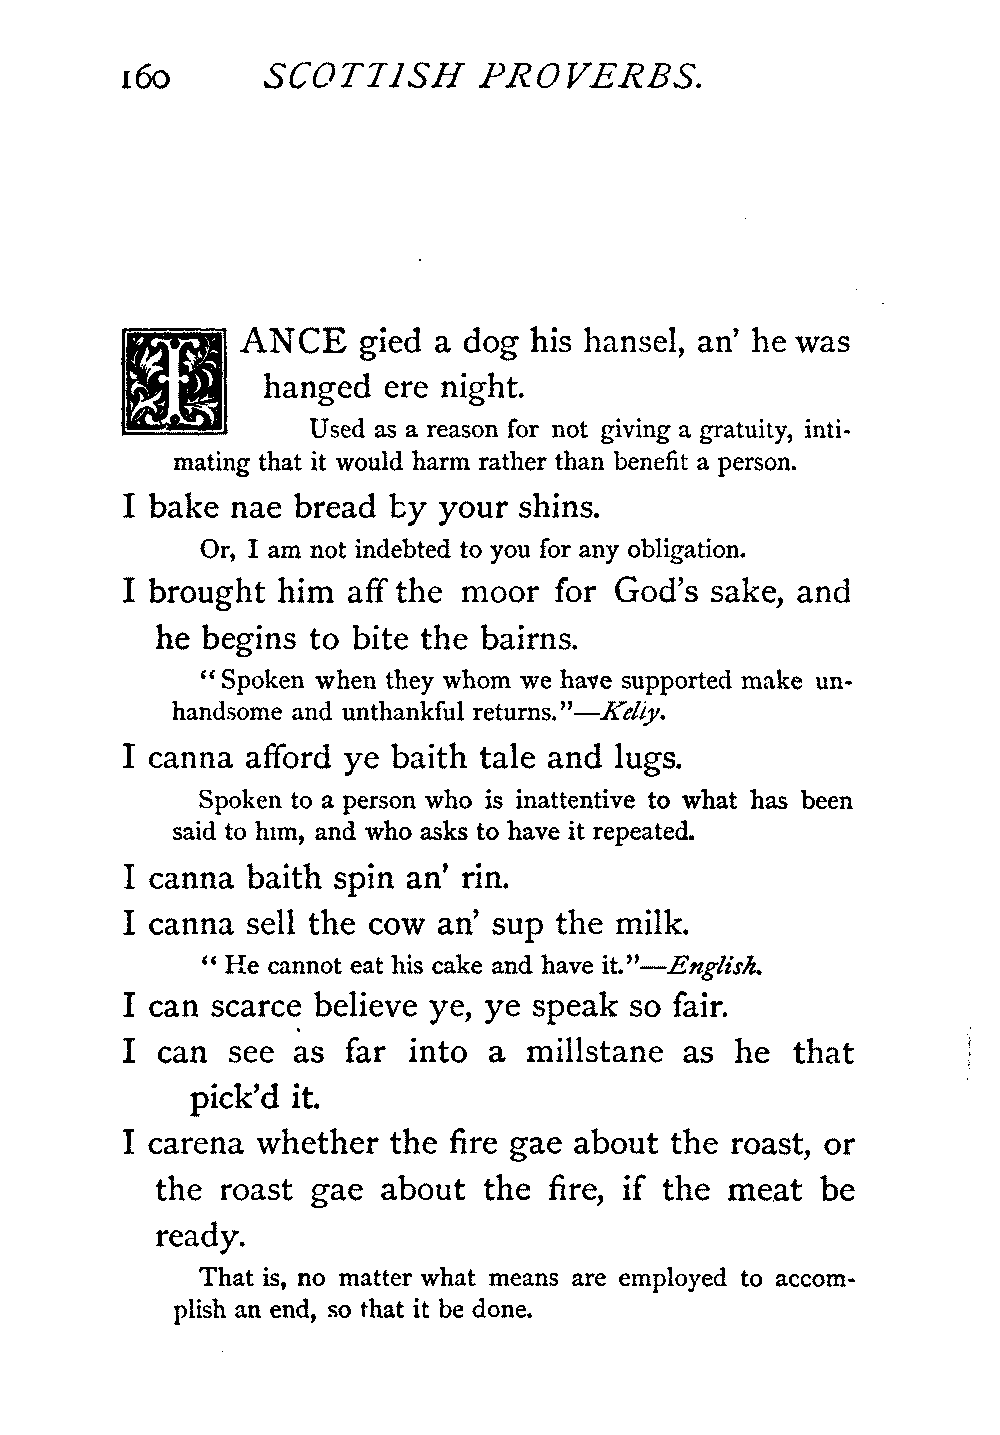 160 SCOTTISH PROVERBS.
I ANCE gied a dog his hansel, an' he was
hanged ere night.
Used as a reason for not giving a gratuity, inti-
mating that it would harm rather than benefit a person.
I bake nae bread by your shins.
Or, I am not indebted to you for any obligation.
I brought him aff the moor for God's sake, and
he begins to bite the bairns.
"Spoken when they whom we have supported make un-
handsome and unthankful returns."—Kelly.
I canna afford ye baith tale and lugs.
Spoken to a person who is inattentive to what has been
said to him, and who asks to have it repeated.
I canna baith spin an' rin.
I canna sell the cow an' sup the milk.
"He cannot eat his cake and have it."—English.
I can scarce believe ye, ye speak so fair.
I can see as far into a millstane as he that
pick'd it.
I carena whether the fire gae about the roast, or
the roast gae about the fire, if the meat be
ready.
That is, no matter what means are employed to accom-
plish an end, so that it be done.